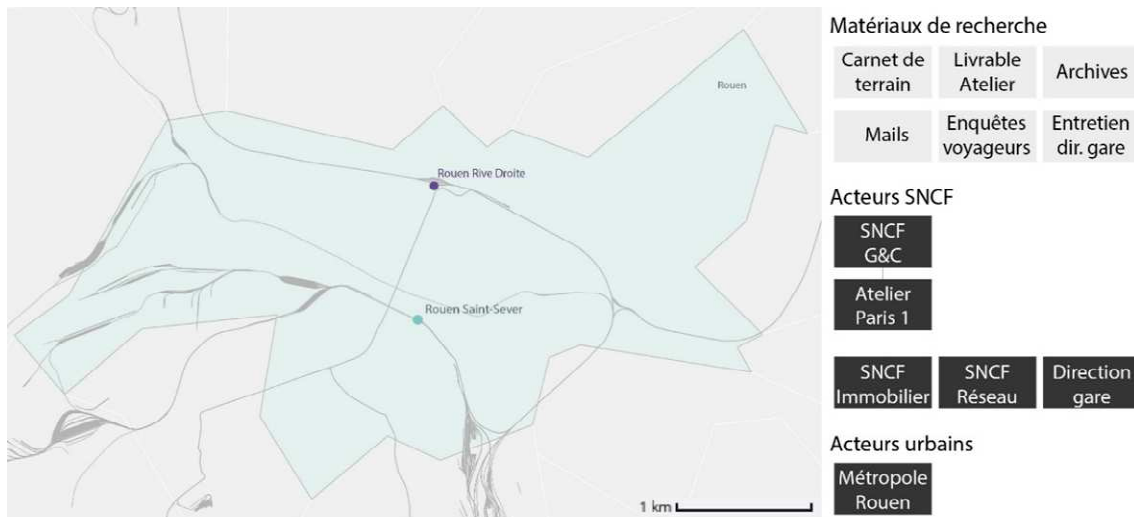 Rouen
Rouen Rive Droite
Rouen Saint-Sever
1 km
Matériaux de recherche
Carnet de
terrain
Livrable
Atelier
Archives
Mails
Enquêtes
voyageurs
Entretien
dir. gare
Acteurs SNCF
SNCF
G&C
Atelier
Paris 1
SNCF
Immobilier
SNCF
Réseau
Direction
gare
Acteurs urbains
Métropole
Rouen